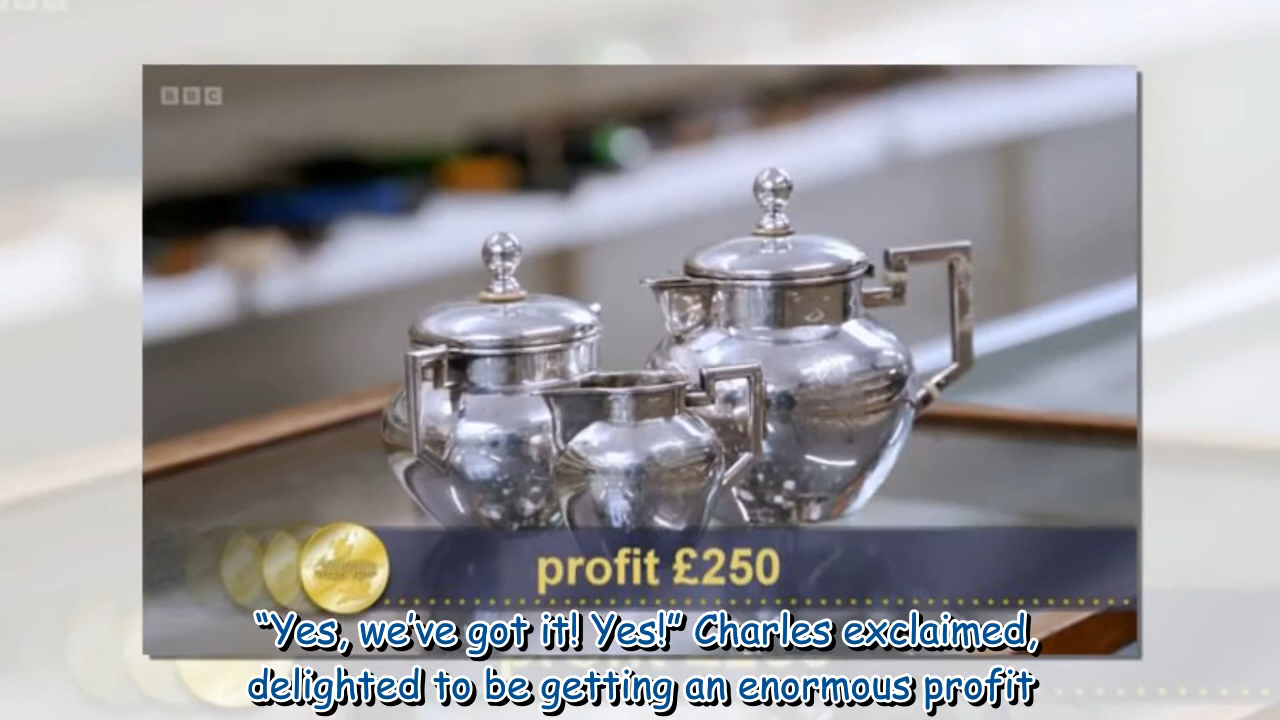 BBC
profit £250
“Yes, we’ve got it! Yes!” Charles exclaimed,
delighted to be getting an enormous profit